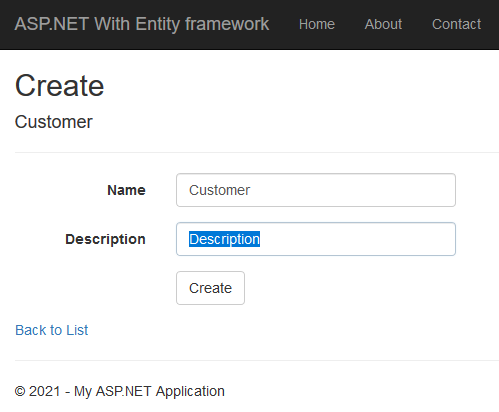 ASP.NET With Entity framework Home About Contact
Create
Customer
Name Customer
Description Description
Create
Back to List
© 2021 - My ASP.NET Application